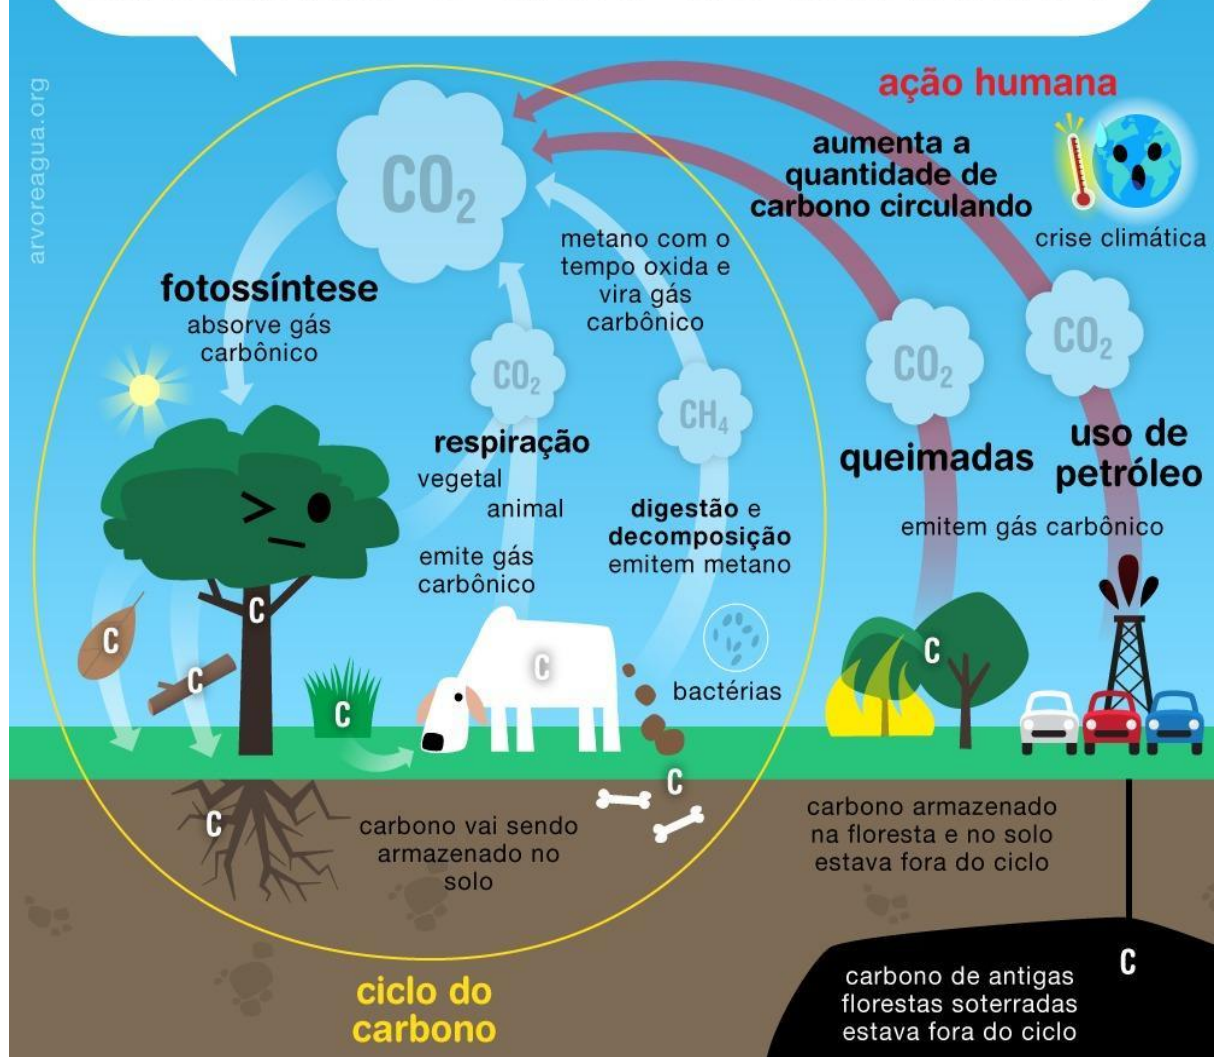 arvoreagua.org
CO2
fotossíntese
absorve gás
carbônico
CO2
respiração
vegetal
animal
emite gás
carbônico
metano com o
tempo oxida e
vira gás
carbônico
CH4
digestão e
decomposição
emitem metano
bactérias
ação humana
aumenta a
quantidade de
carbono circulando
crise climática
CO2
CO2
queimadas
uso de
petróleo
emitem gás carbônico
C
C
C
C
C
C
C
C
carbono vai sendo
armazenado no
solo
carbono armazenado
na floresta e no solo
estava fora do ciclo
C
carbono de antigas
florestas soterradas
estava fora do ciclo
ciclo do
carbono